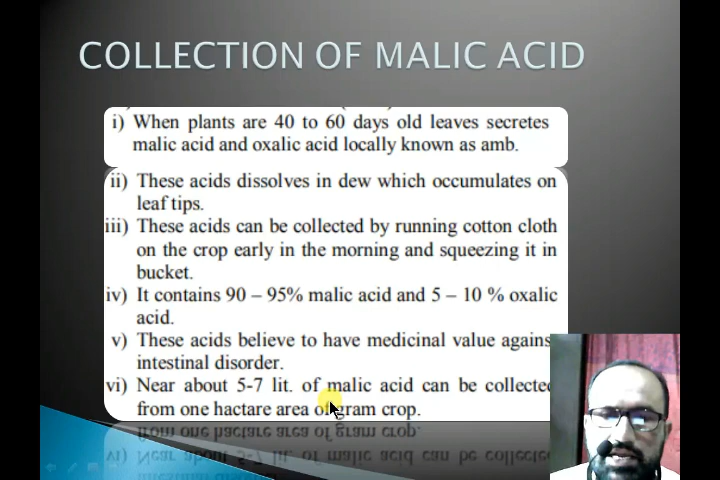 COLLECTION OF MALIC ACID
i) When plants are 40 to 60 days old leaves secretes
malic acid and oxalic acid locally known as amb.
ii) These acids dissolves in dew which occumulates on
leaf tips.
iii) These acids can be collected by running cotton cloth
on the crop early in the morning and squeezing it in
bucket.
iv) It contains 90 – 95% malic acid and 5 – 10 % oxalic
acid.
v) These acids believe to have medicinal value agains
intestinal disorder.
vi) Near about 5-7 lit. of malic acid can be collecte
from one hactare area of gram crop.